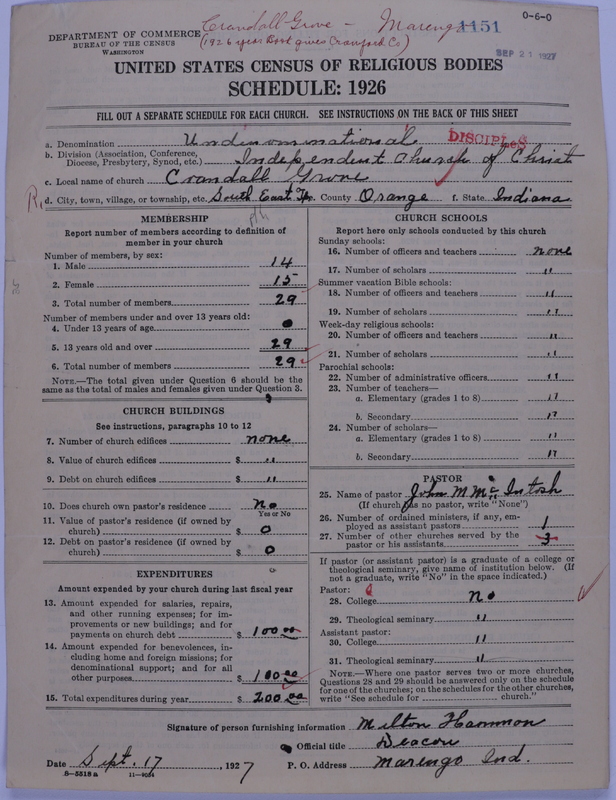 Crandall Grove - Marengo 1151 0-6-0
DEPARTMENT OF COMMERCE (1926 year Book gives Crawford Co)
BUREAU OF THE CENSUS
WASHINGTON
SEP 21 1927
UNITED STATES CENSUS OF RELIGIOUS BODIES
SCHEDULE: 1926
FILL OUT A SEPARATE SCHEDULE FOR EACH CHURCH. SEE INSTRUCTIONS ON THE BACK OF THIS SHEET
a. Denomination Undinominational DISCIPLES
b. Division (Association, Conference, Diocese, Presbytery, Synod, etc.) Independent Church of Christ
c. Local name of church Crandall Grove
d. City, town, village, or township, etc. South East Tp. County Orange f. State Indiana
MEMBERSHIP
Report number of members according to definition of
member in your church
Number of members, by sex:
1. Male 14
2. Female 15
3. Total number of members 29
Number of members under and over 13 years old:
4. Under 13 years of age 0
5. 13 years old and over 29
6. Total number of members 29
NOTE.—The total given under Question 6 should be the
same as the total of males and females given under Question 3.
CHURCH BUILDINGS
See instructions, paragraphs 10 to 12
7. Number of church edifices none
8. Value of church edifices $ "
9. Debt on church edifices $ "
10. Does church own pastor's residence No
Yes or No
11. Value of pastor's residence (if owned by
church) $ 0
12. Debt on pastor's residence (if owned by
church) $ 0
EXPENDITURES
Amount expended by your church during last fiscal year
13. Amount expended for salaries, repairs,
and other running expenses; for im-
provements or new buildings; and for
payments on church debt $ 100 00
14. Amount expended for benevolences, in-
cluding home and foreign missions; for
denominational support; and for all
other purposes $ 100 00
15. Total expenditures during year $ 200 00
CHURCH SCHOOLS
Report here only schools conducted by this church
Sunday schools:
16. Number of officers and teachers none
17. Number of scholars "
Summer vacation Bible schools:
18. Number of officers and teachers "
19. Number of scholars "
Week-day religious schools:
20. Number of officers and teachers "
21. Number of scholars "
Parochial schools:
22. Number of administrative officers "
23. Number of teachers—
a. Elementary (grades 1 to 8) "
b. Secondary "
24. Number of scholars—
a. Elementary (grades 1 to 8) "
b. Secondary "
PASTOR
25. Name of pastor John M McIntosh
(If church has no pastor, write "None")
26. Number of ordained ministers, if any, em-
ployed as assistant pastors 1
27. Number of other churches served by the
pastor or his assistants 3
If pastor (or assistant pastor) is a graduate of a college or
theological seminary, give name of institution below. (If
not a graduate, write "No" in the space indicated.)
Pastor:
28. College No
29. Theological seminary "
Assistant pastor:
30. College "
31. Theological seminary "
NOTE.—Where one pastor serves two or more churches,
Questions 28 and 29 should be answered only on the schedule
for one of the churches; on the schedules for the other churches,
write "See schedule for church."
Signature of person furnishing information Milton Hammon
Official title Deacon
Date Sept. 17, 1927 P. O. Address Marengo Ind.
8-5518 a 11-9034